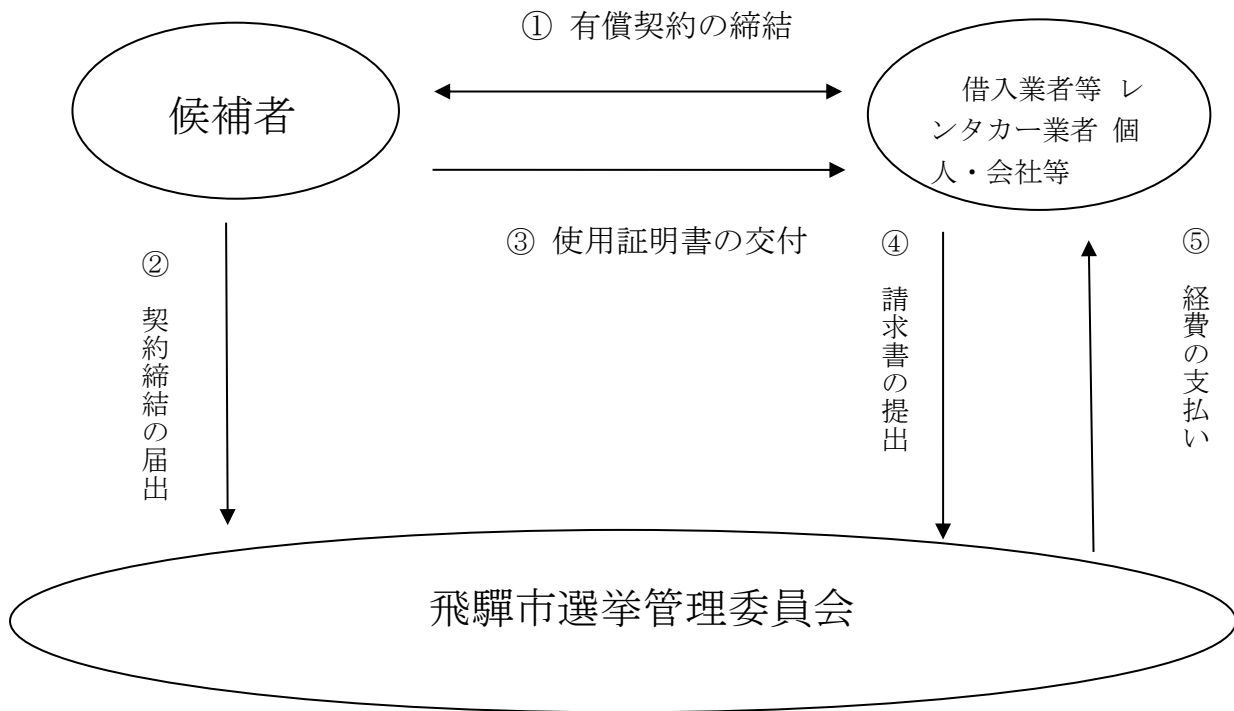 ① 有償契約の締結
候補者
借入業者等 レ
ンタカー業者 個
人・会社等
③ 使用証明書の交付
② 契約締結の届出
④ 請求書の提出
⑤ 経費の支払い
飛驒市選挙管理委員会